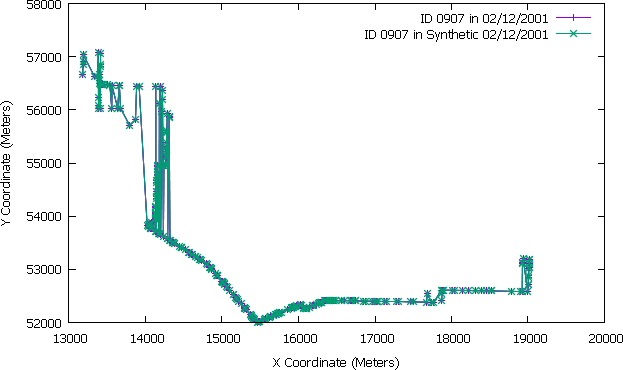 58000
57000
56000
55000
54000
53000
52000
Y Coordinate (Meters)
ID 0907 in 02/12/2001
ID 0907 in Synthetic 02/12/2001
13000 14000 15000 16000 17000 18000 19000 20000
X Coordinate (Meters)